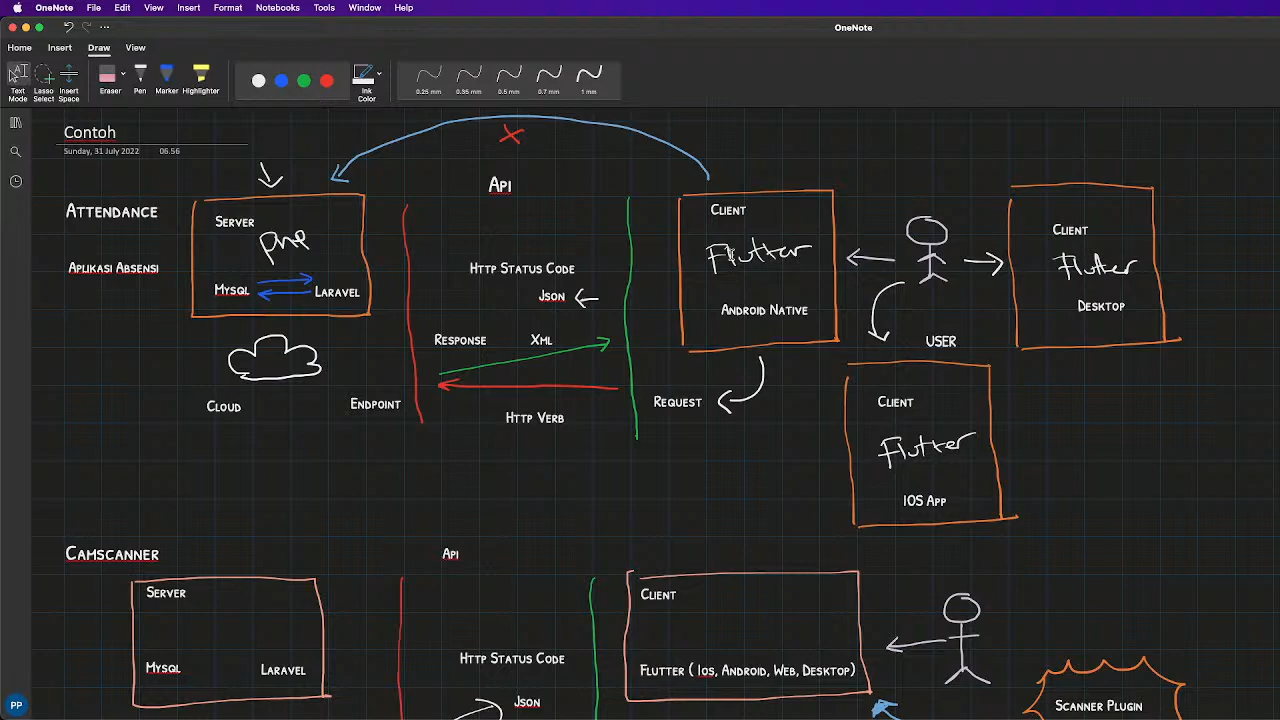 OneNote File Edit View Insert Format Notebooks Tools Window Help
OneNote
Home Insert Draw View
Text Mode
Lasso Select
Insert Space
Eraser
Pen
Marker
Highlighter
Ink Color
0.25 mm
0.35 mm
0.5 mm
0.7 mm
1 mm
Contoh
Sunday, 31 July 2022 06.56
X
Api
Attendance
Aplikasi Absensi
Server
PHP
Mysql
Laravel
Cloud
Endpoint
Http Status Code
Json
Response
Xml
Http Verb
Request
Client
Flutter
Android Native
User
Client
Flutter
Desktop
Client
Flutter
IOS App
Camscanner
Api
Server
Mysql
Laravel
Http Status Code
Json
Client
Flutter ( Ios, Android, Web, Desktop)
Scanner Plugin
PP